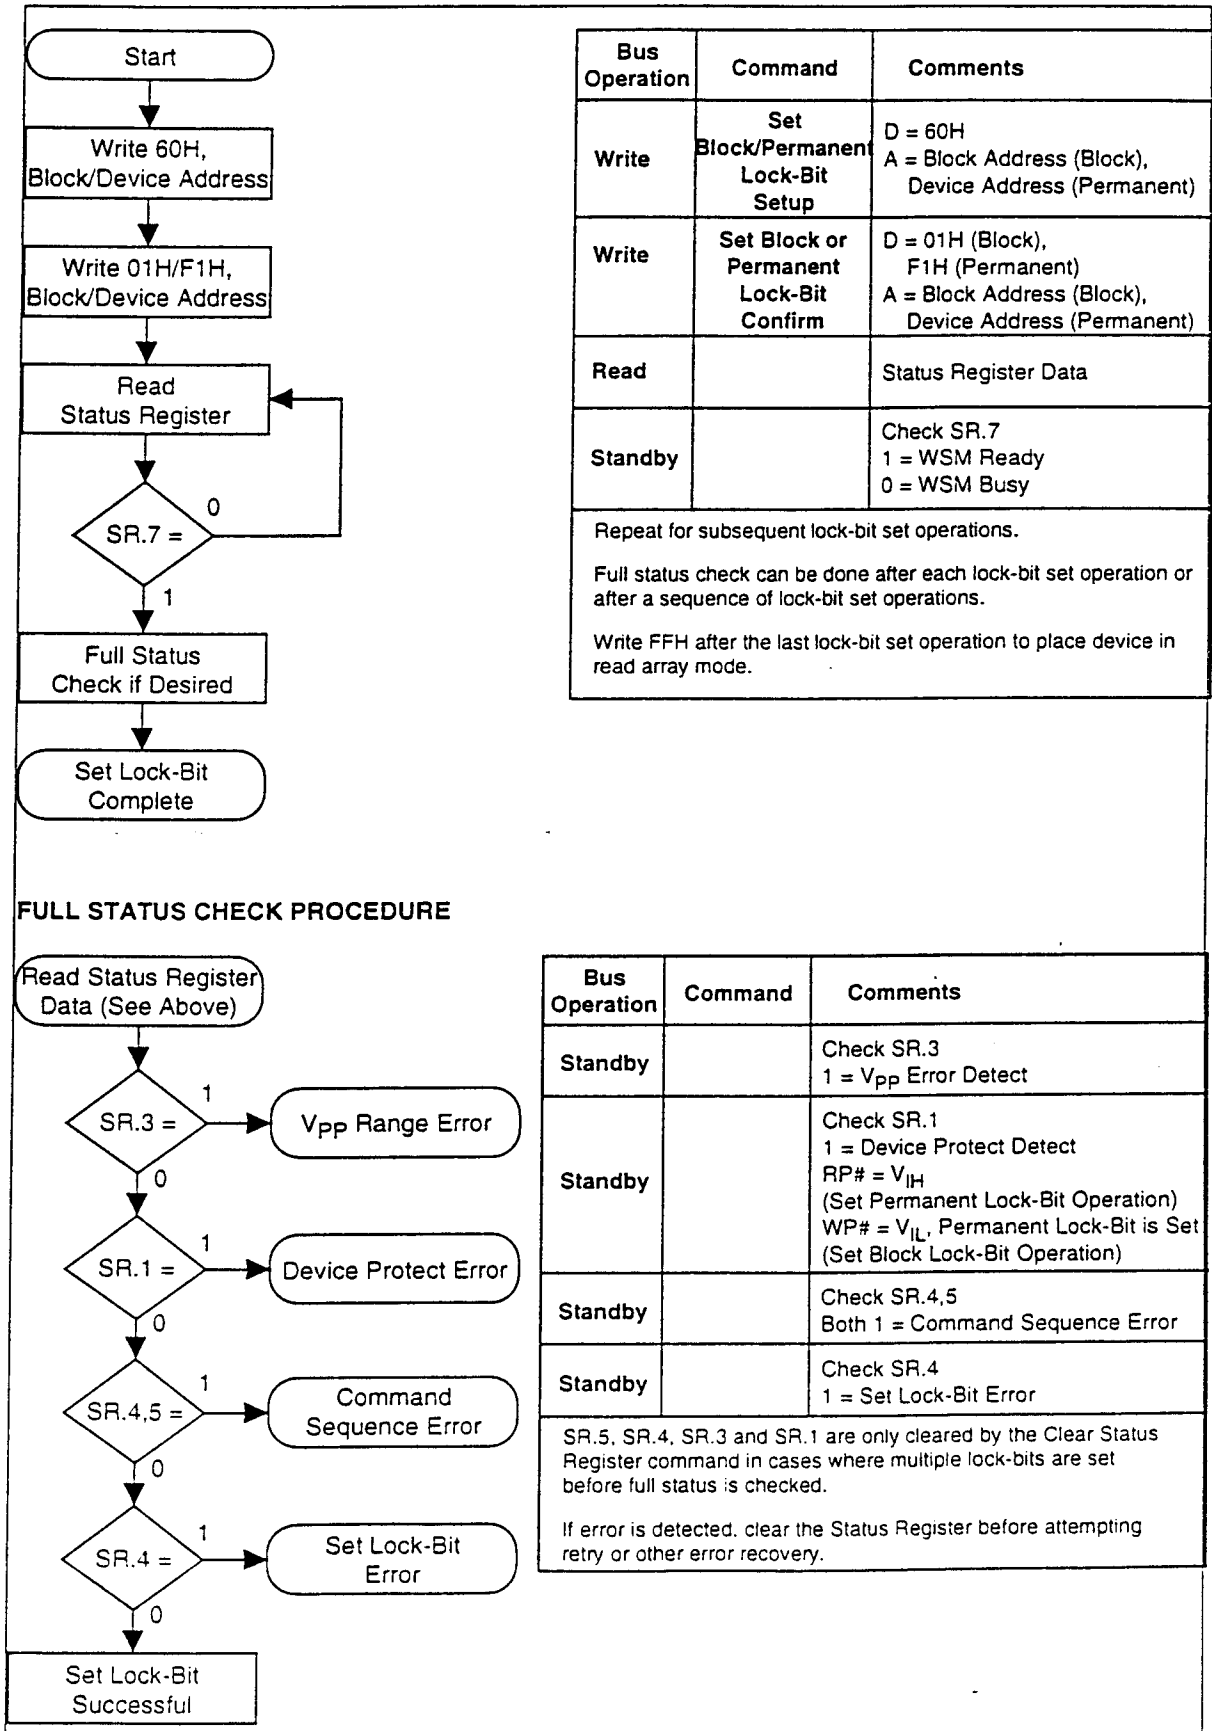 Start
Write 60H,
Block/Device Address
Write 01H/F1H,
Block/Device Address
Read
Status Register
SR.7 =
0
1
Full Status
Check if Desired
Set Lock-Bit
Complete
Bus
Operation
Command
Comments
Write
Set
Block/Permanent
Lock-Bit
Setup
D = 60H
A = Block Address (Block),
Device Address (Permanent)
Write
Set Block or
Permanent
Lock-Bit
Confirm
D = 01H (Block),
F1H (Permanent)
A = Block Address (Block),
Device Address (Permanent)
Read
Status Register Data
Standby
Check SR.7
1 = WSM Ready
0 = WSM Busy
Repeat for subsequent lock-bit set operations.
Full status check can be done after each lock-bit set operation or
after a sequence of lock-bit set operations.
Write FFH after the last lock-bit set operation to place device in
read array mode.
FULL STATUS CHECK PROCEDURE
Read Status Register
Data (See Above)
SR.3 =
1
VPP Range Error
0
SR.1 =
1
Device Protect Error
0
SR.4,5 =
1
Command
Sequence Error
0
SR.4 =
1
Set Lock-Bit
Error
0
Set Lock-Bit
Successful
Bus
Operation
Command
Comments
Standby
Check SR.3
1 = VPP Error Detect
Standby
Check SR.1
1 = Device Protect Detect
RP# = VIH
(Set Permanent Lock-Bit Operation)
WP# = VIL, Permanent Lock-Bit is Set
(Set Block Lock-Bit Operation)
Standby
Check SR.4,5
Both 1 = Command Sequence Error
Standby
Check SR.4
1 = Set Lock-Bit Error
SR.5, SR.4, SR.3 and SR.1 are only cleared by the Clear Status
Register command in cases where multiple lock-bits are set
before full status is checked.
If error is detected, clear the Status Register before attempting
retry or other error recovery.